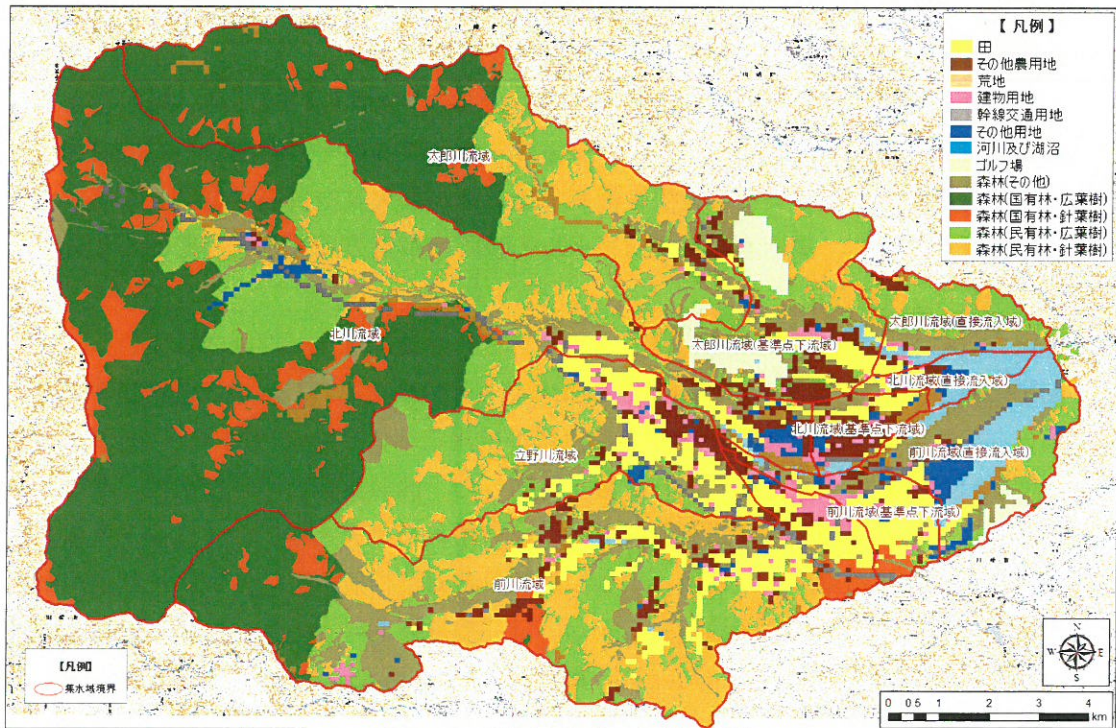 【 凡例 】
田
その他農用地
荒地
建物用地
幹線交通用地
その他用地
河川及び湖沼
ゴルフ場
森林(その他)
森林(国有林・広葉樹)
森林(国有林・針葉樹)
森林(民有林・広葉樹)
森林(民有林・針葉樹)
太郎川流域
北川流域
太郎川流域(直接流入域)
太郎川流域(基準点下流域)
北川流域(直接流入域)
北川流域(基準点下流域)
立野川流域
前川流域(直接流入域)
前川流域(基準点下流域)
前川流域
【凡例】
集水域境界
N
W E
S
0 0.5 1 2 3 4
km